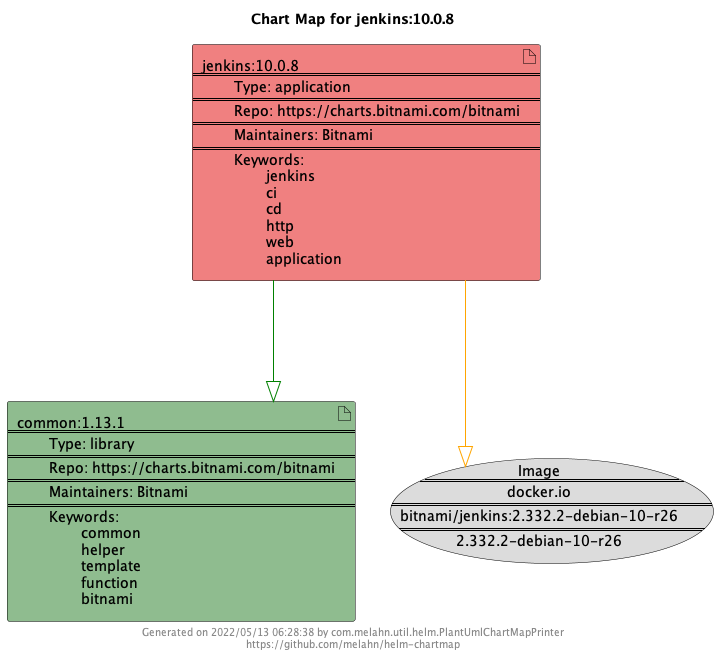 Chart Map for jenkins:10.0.8
jenkins:10.0.8
Type: application
Repo: https://charts.bitnami.com/bitnami
Maintainers: Bitnami
Keywords:
jenkins
ci
cd
http
web
application
common:1.13.1
Type: library
Repo: https://charts.bitnami.com/bitnami
Maintainers: Bitnami
Keywords:
common
helper
template
function
bitnami
Image
docker.io
bitnami/jenkins:2.332.2-debian-10-r26
2.332.2-debian-10-r26
Generated on 2022/05/13 06:28:38 by com.melahn.util.helm.PlantUmlChartMapPrinter
https://github.com/melahn/helm-chartmap